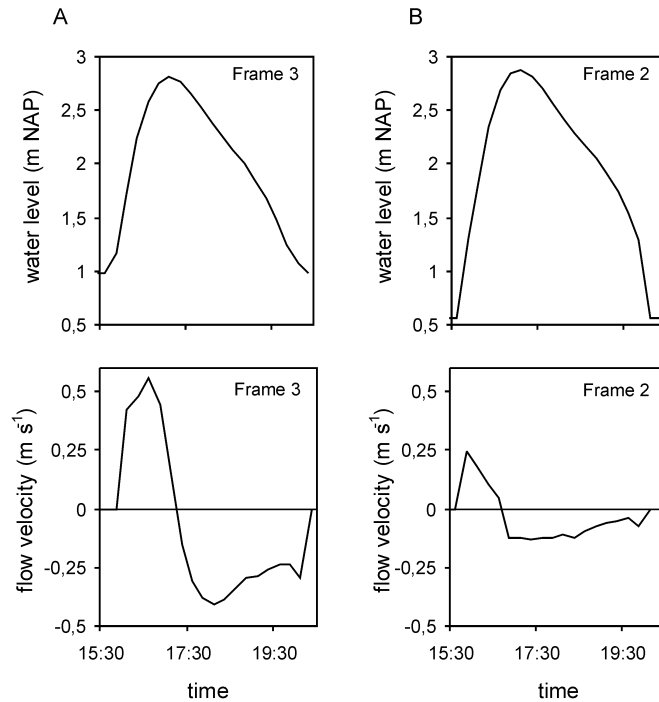 A
B
3
2,5
2
1,5
1
0,5
water level (m NAP)
Frame 3
3
2,5
2
1,5
1
0,5
water level (m NAP)
Frame 2
0,5
0,25
0
-0,25
-0,5
flow velocity (m s⁻¹)
Frame 3
15:30
17:30
19:30
time
0,5
0,25
0
-0,25
-0,5
flow velocity (m s⁻¹)
Frame 2
15:30
17:30
19:30
time